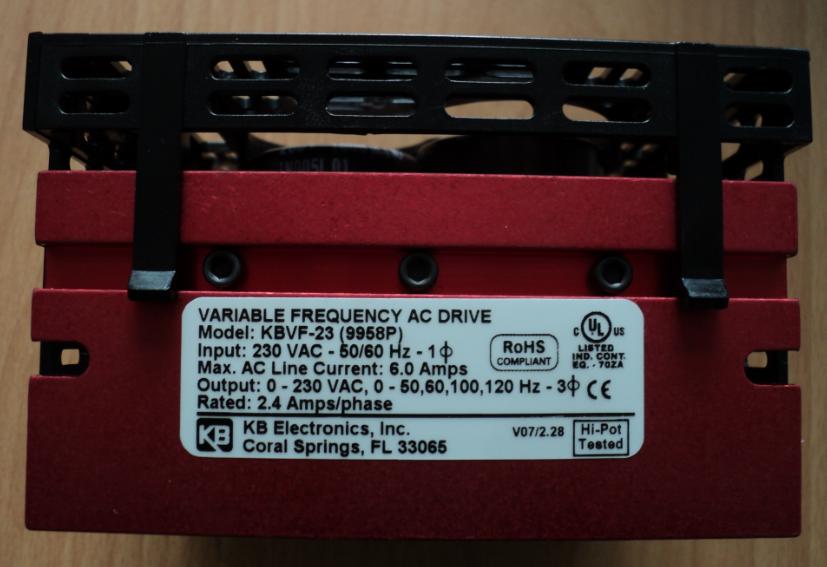 VARIABLE FREQUENCY AC DRIVE
Model: KBVF-23 (9958P)
Input: 230 VAC - 50/60 Hz - 1ϕ
Max. AC Line Current: 6.0 Amps
Output: 0 - 230 VAC, 0 - 50,60,100,120 Hz - 3ϕ CE
Rated: 2.4 Amps/phase
RoHS
COMPLIANT
C UL US
LISTED
IND. CONT.
EQ. - 70ZA
KB KB Electronics, Inc.
Coral Springs, FL 33065
V07/2.28
Hi-Pot
Tested